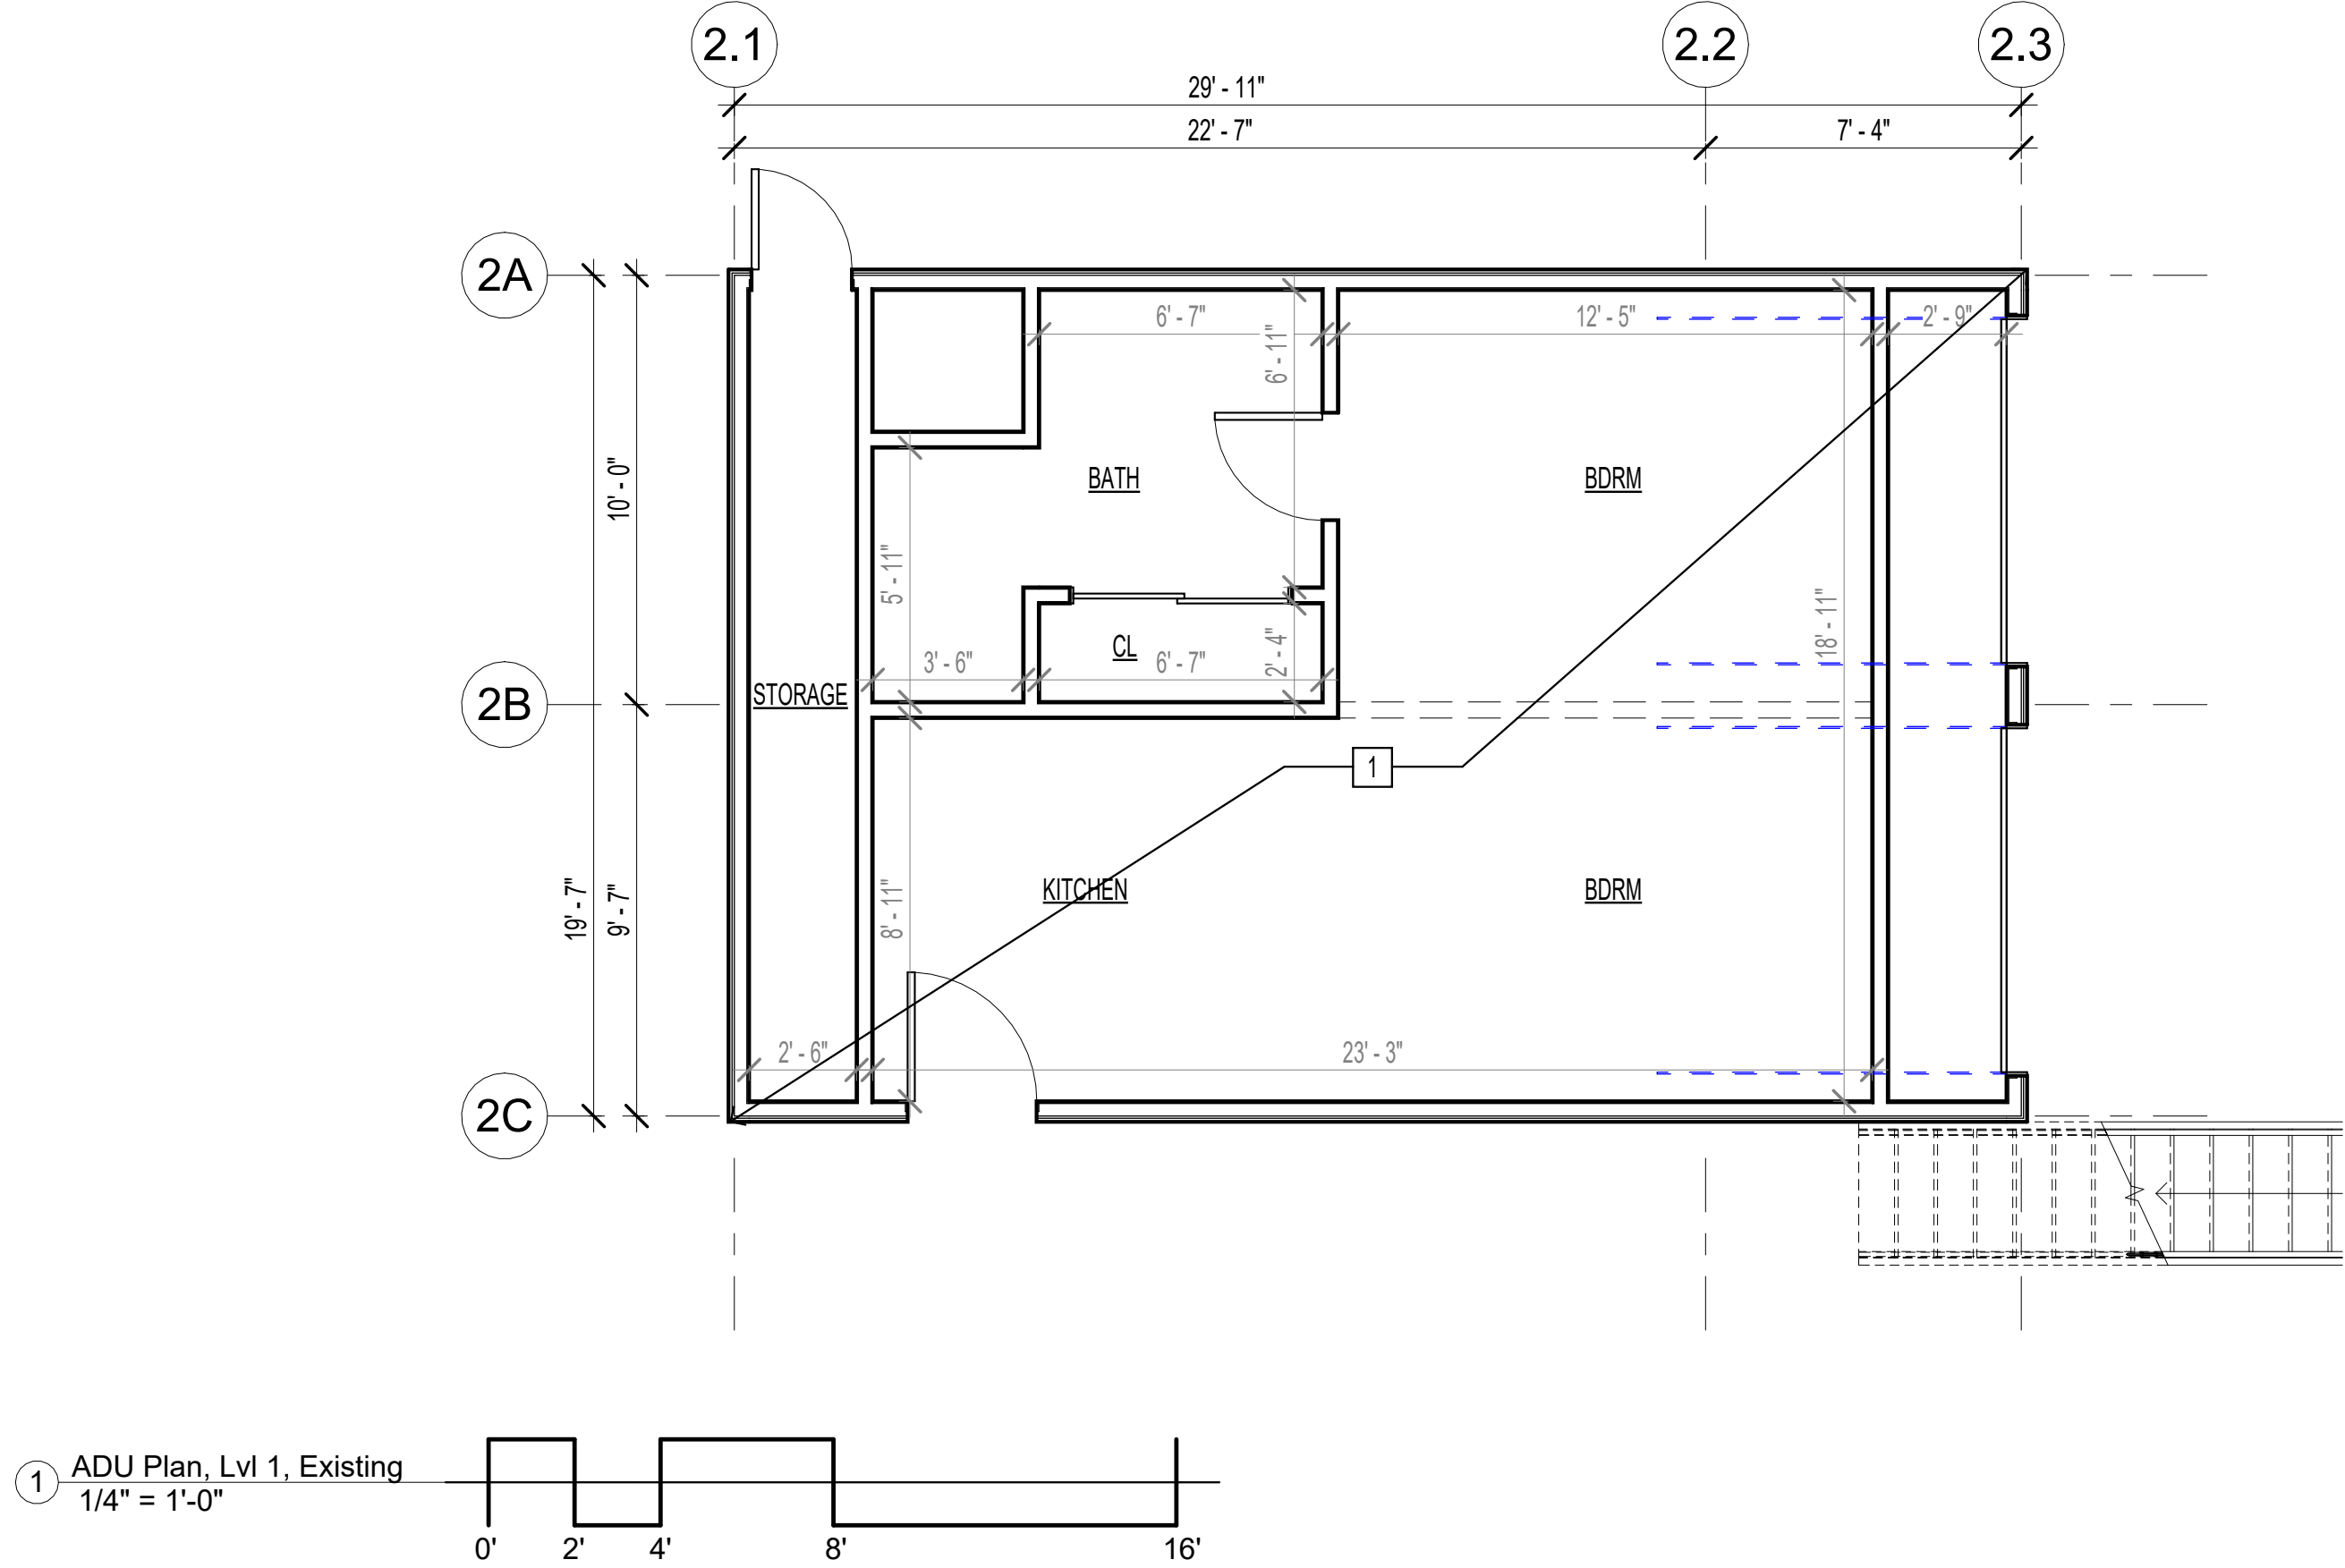 2.1
2.2
2.3
29' - 11"
22' - 7"
7' - 4"
2A
6' - 7"
12' - 5"
2' - 9"
6' - 11"
10' - 0"
BATH
BDRM
5' - 11"
18' - 11"
CL
2' - 4"
3' - 6"
6' - 7"
STORAGE
2B
1
KITCHEN
BDRM
19' - 7"
9' - 7"
8' - 11"
2' - 6"
23' - 3"
2C
1
ADU Plan, Lvl 1, Existing
1/4" = 1'-0"
0'
2'
4'
8'
16'